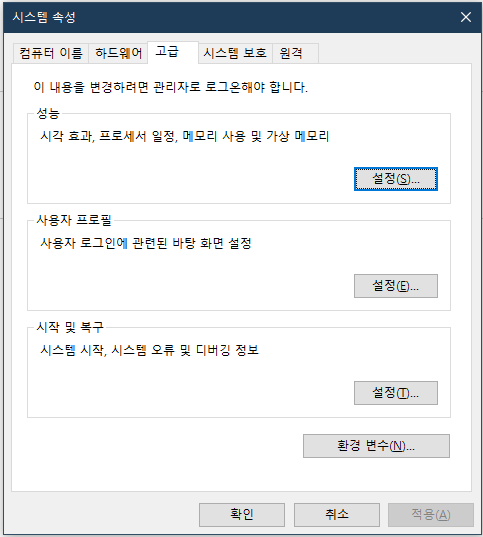 시스템 속성
컴퓨터 이름 하드웨어 고급 시스템 보호 원격
이 내용을 변경하려면 관리자로 로그온해야 합니다.
성능
시각 효과, 프로세서 일정, 메모리 사용 및 가상 메모리
설정(S)...
사용자 프로필
사용자 로그인에 관련된 바탕 화면 설정
설정(E)...
시작 및 복구
시스템 시작, 시스템 오류 및 디버깅 정보
설정(T)...
환경 변수(N)...
확인 취소 적용(A)